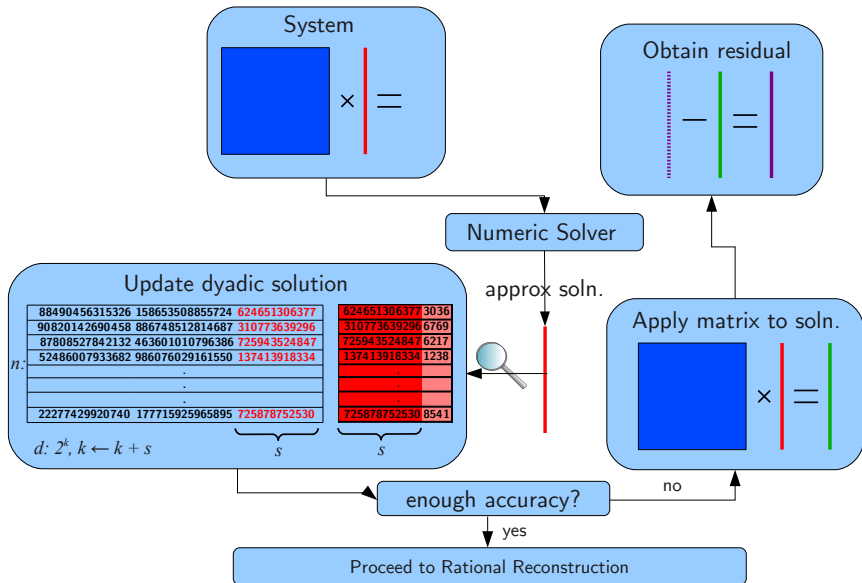 System
× =
Obtain residual
− =
Numeric Solver
approx soln.
Update dyadic solution
88490456315326 158653508855724 624651306377 624651306377 3036
90820142690458 886748512814687 310773639296 310773639296 6769
87808527842132 463601010796386 725943524847 725943524847 6217
52486007933682 986076029161550 137413918334 137413918334 1238
n:
. .
. .
22277429920740 177715925965895 725878752530 725878752530 8541
s s
d: 2^k, k ← k + s
Apply matrix to soln.
× =
enough accuracy?
no
yes
Proceed to Rational Reconstruction